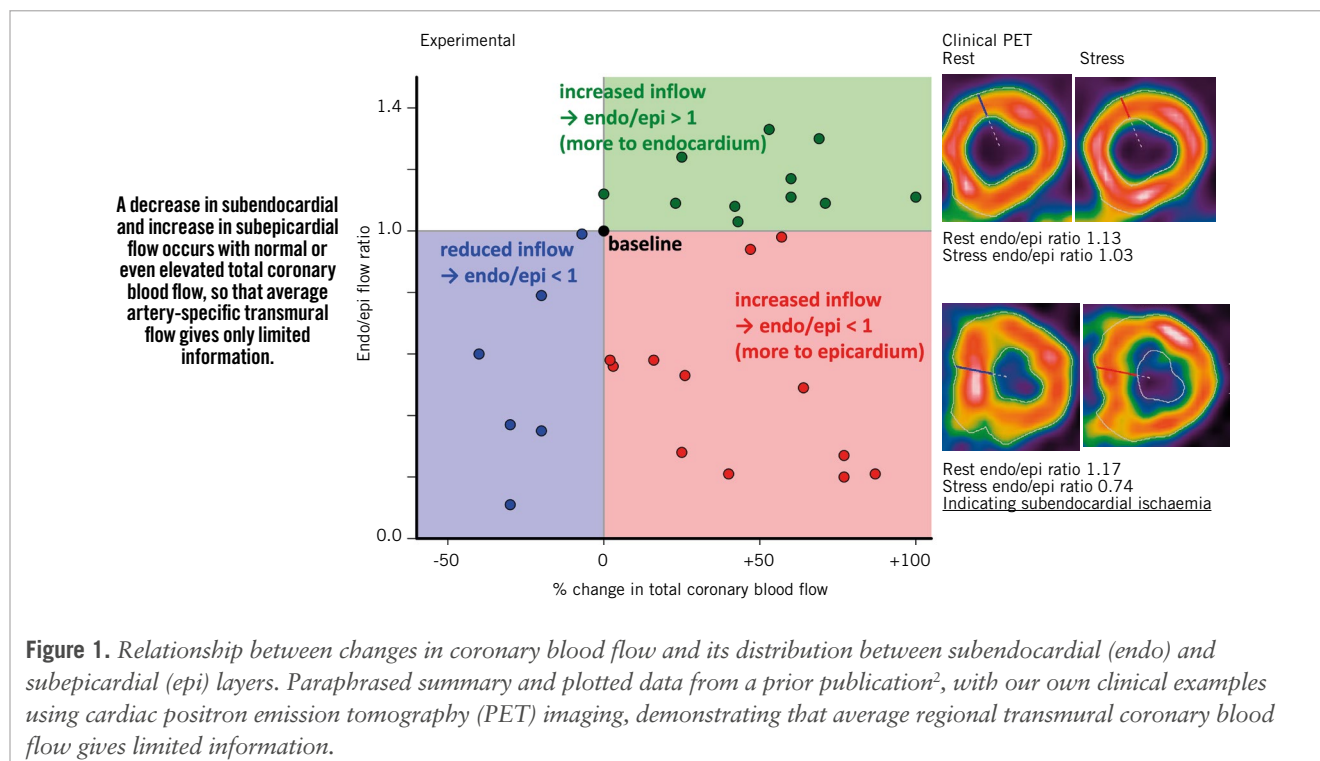 Experimental
Clinical PET
Rest
Stress
A decrease in subendocardial
and increase in subepicardial
flow occurs with normal or
even elevated total coronary
blood flow, so that average
artery-specific transmural
flow gives only limited
information.
Endo/epi flow ratio
1.4
1.0
0.0
increased inflow
→ endo/epi > 1
(more to endocardium)
baseline
reduced inflow
→ endo/epi < 1
increased inflow
→ endo/epi < 1
(more to epicardium)
-50
0
+50
+100
% change in total coronary blood flow
Rest endo/epi ratio 1.13
Stress endo/epi ratio 1.03
Rest endo/epi ratio 1.17
Stress endo/epi ratio 0.74
Indicating subendocardial ischaemia
Figure 1. Relationship between changes in coronary blood flow and its distribution between subendocardial (endo) and
subepicardial (epi) layers. Paraphrased summary and plotted data from a prior publication², with our own clinical examples
using cardiac positron emission tomography (PET) imaging, demonstrating that average regional transmural coronary blood
flow gives limited information.